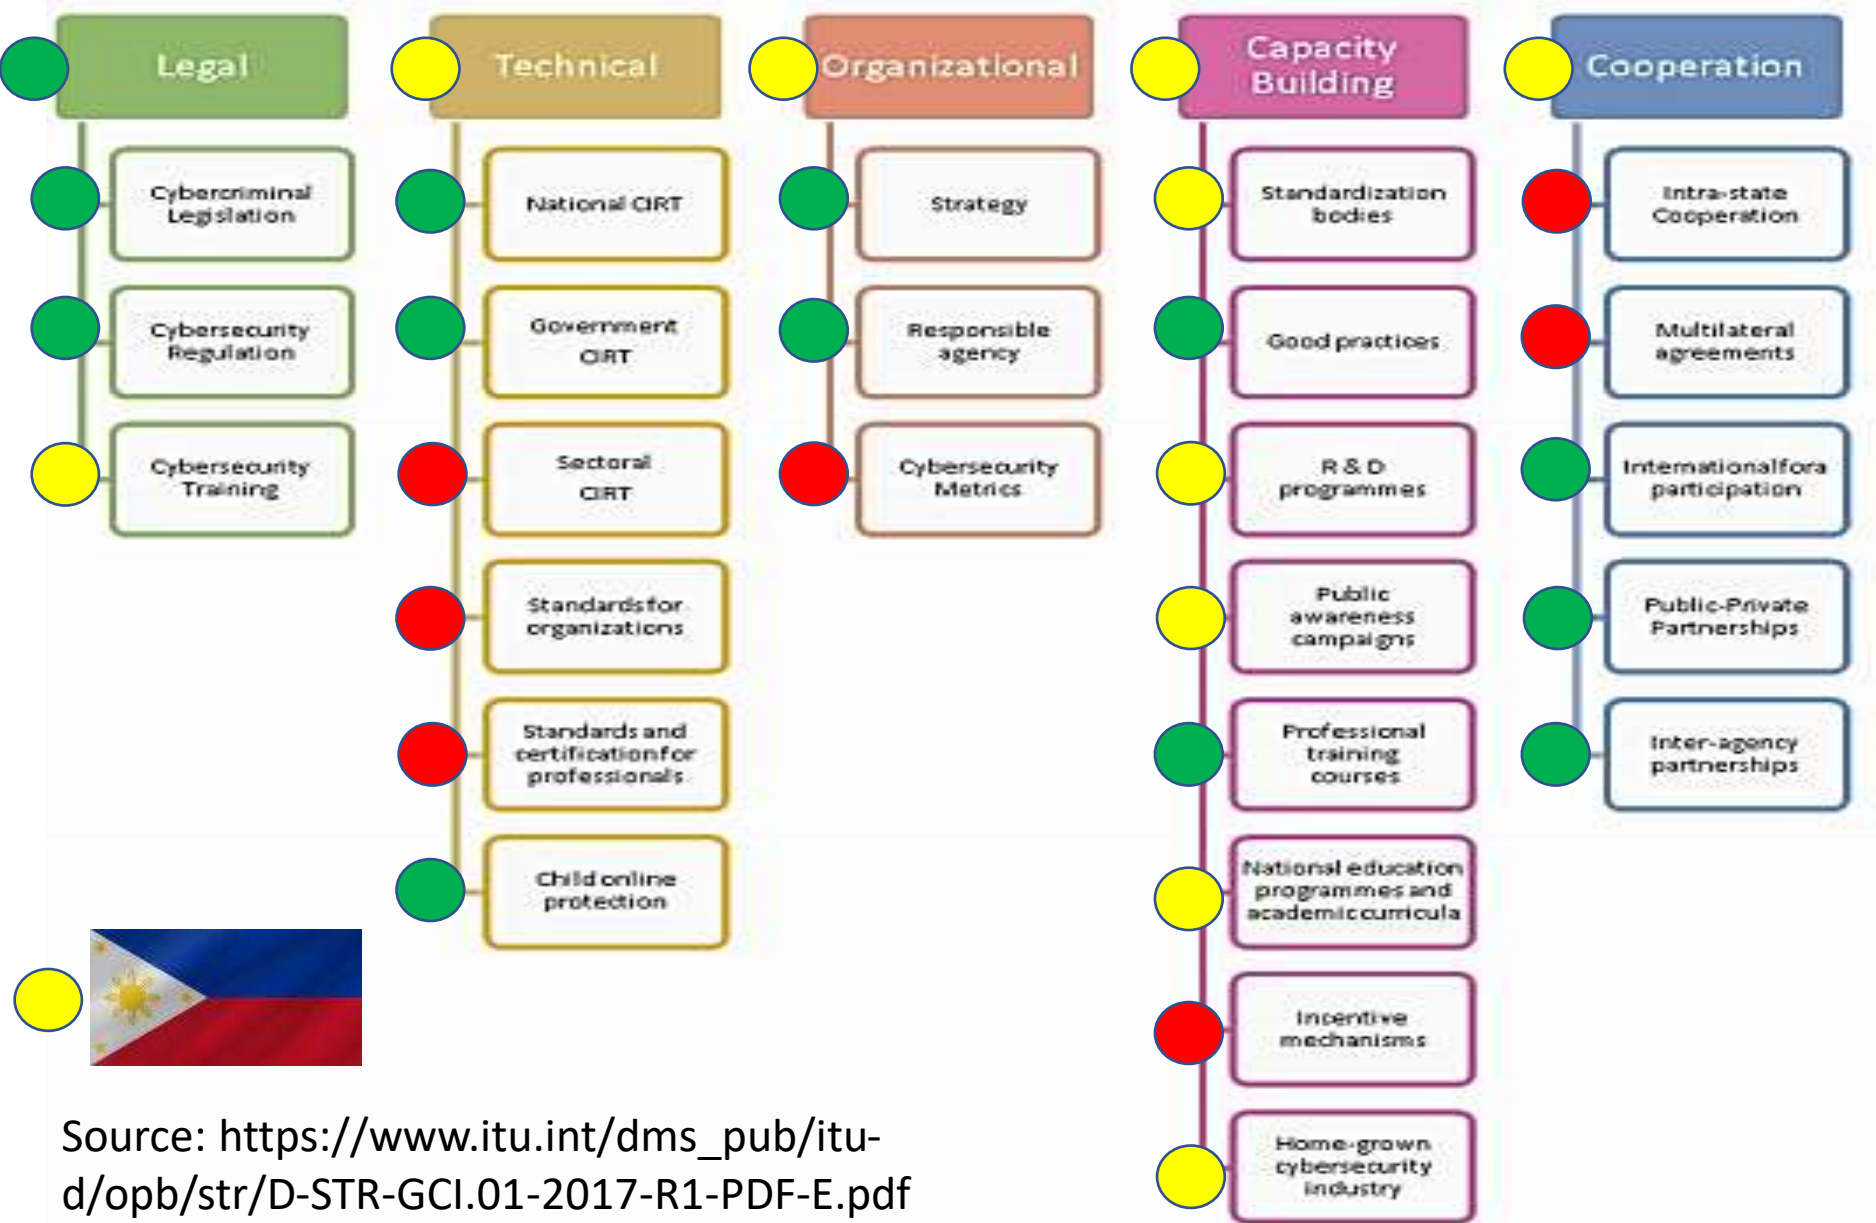 Legal
Cybercriminal
Legislation
Cybersecurity
Regulation
Cybersecurity
Training
Technical
National CIRT
Government
CIRT
Sectoral
CIRT
Standards for
organizations
Standards and
certification for
professionals
Child online
protection
Organizational
Strategy
Responsible
agency
Cybersecurity
Metrics
Capacity
Building
Standardization
bodies
Good practices
R & D
programmes
Public
awareness
campaigns
Professional
training
courses
National education
programmes and
academic curricula
Incentive
mechanisms
Home-grown
cybersecurity
industry
Cooperation
Intra-state
Cooperation
Multilateral
agreements
International fora
participation
Public-Private
Partnerships
Inter-agency
partnerships
Source: https://www.itu.int/dms_pub/itu-
d/opb/str/D-STR-GCI.01-2017-R1-PDF-E.pdf